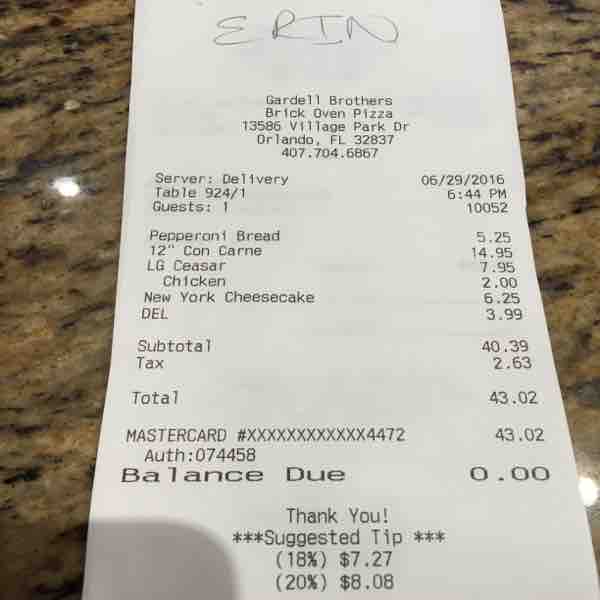 ERIN
Gardell Brothers
Brick Oven Pizza
13586 Village Park Dr
Orlando, FL 32837
407.704.6867
Server: Delivery 06/29/2016
Table 924/1 6:44 PM
Guests: 1 10052
Pepperoni Bread 5.25
12" Con Carne 14.95
LG Ceasar 7.95
Chicken 2.00
New York Cheesecake 6.25
DEL 3.99
Subtotal 40.39
Tax 2.63
Total 43.02
MASTERCARD #XXXXXXXXXXXX4472 43.02
Auth:074458
Balance Due 0.00
Thank You!
***Suggested Tip ***
(18%) $7.27
(20%) $8.08